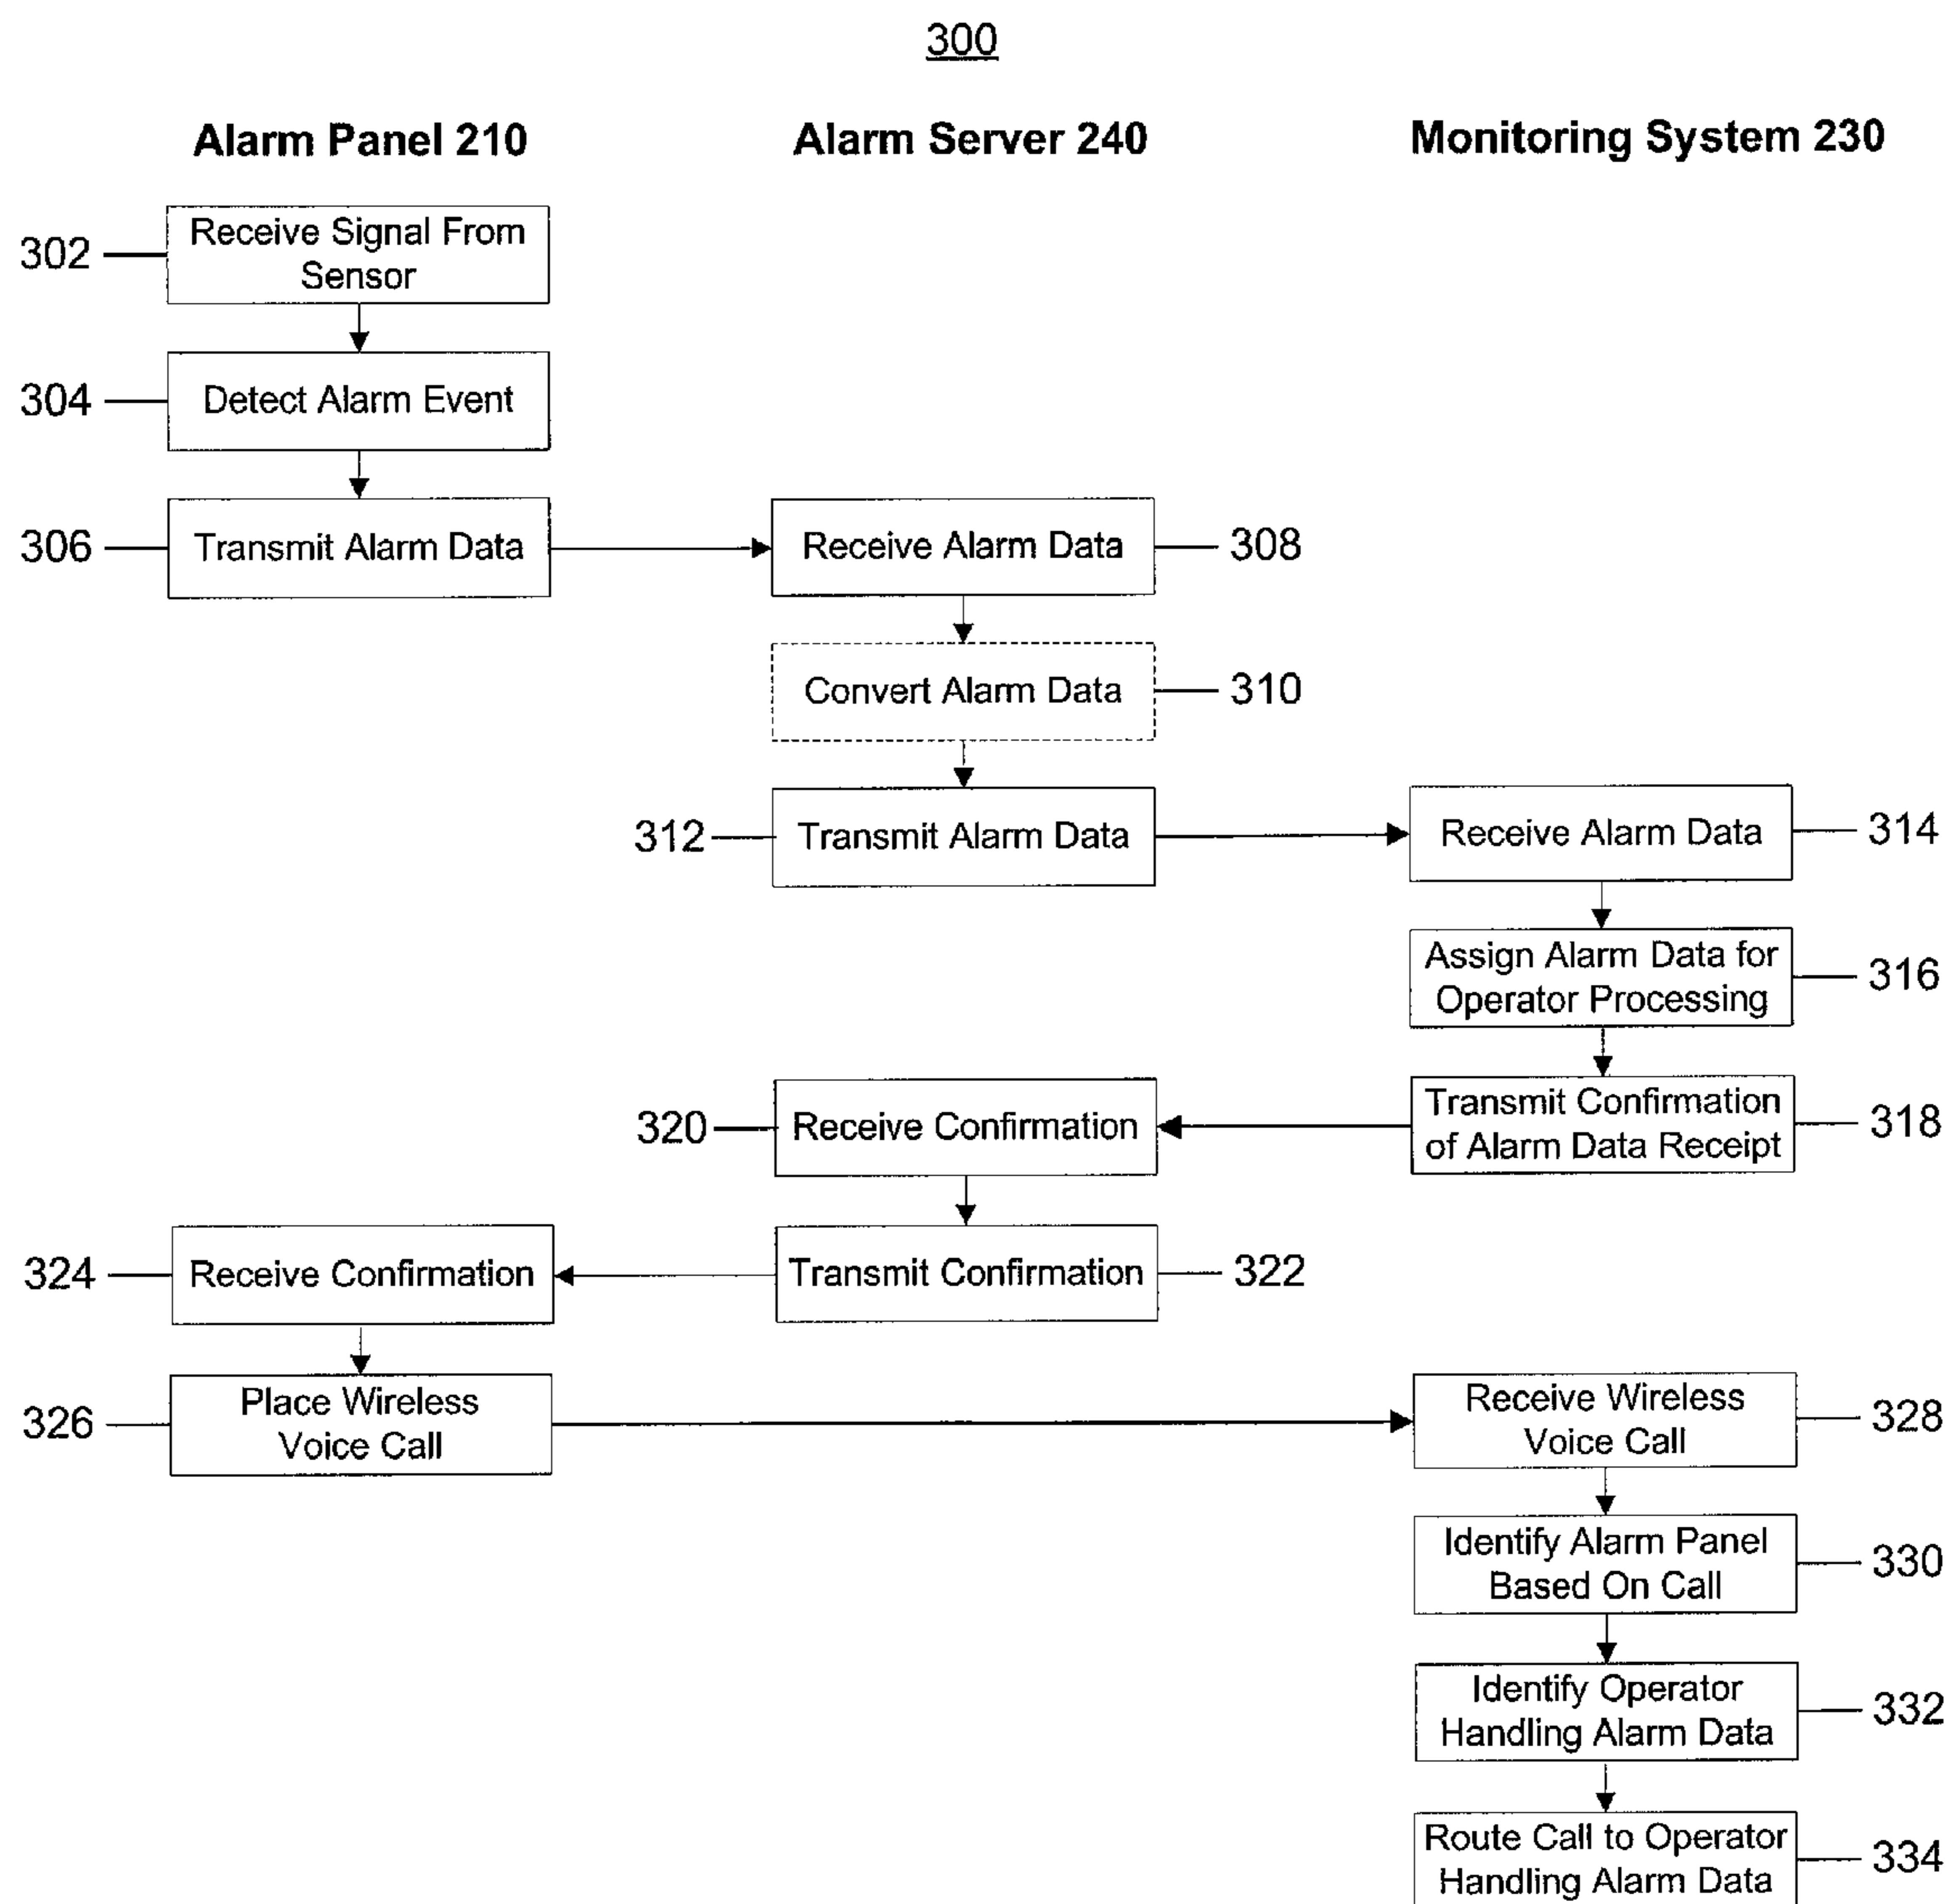 300
Alarm Panel 210
Alarm Server 240
Monitoring System 230
302
Receive Signal From
Sensor
304
Detect Alarm Event
306
Transmit Alarm Data
Receive Alarm Data
308
Convert Alarm Data
310
312
Transmit Alarm Data
Receive Alarm Data
314
Assign Alarm Data for
Operator Processing
316
320
Receive Confirmation
Transmit Confirmation
of Alarm Data Receipt
318
324
Receive Confirmation
Transmit Confirmation
322
326
Place Wireless
Voice Call
Receive Wireless
Voice Call
328
Identify Alarm Panel
Based On Call
330
Identify Operator
Handling Alarm Data
332
Route Call to Operator
Handling Alarm Data
334